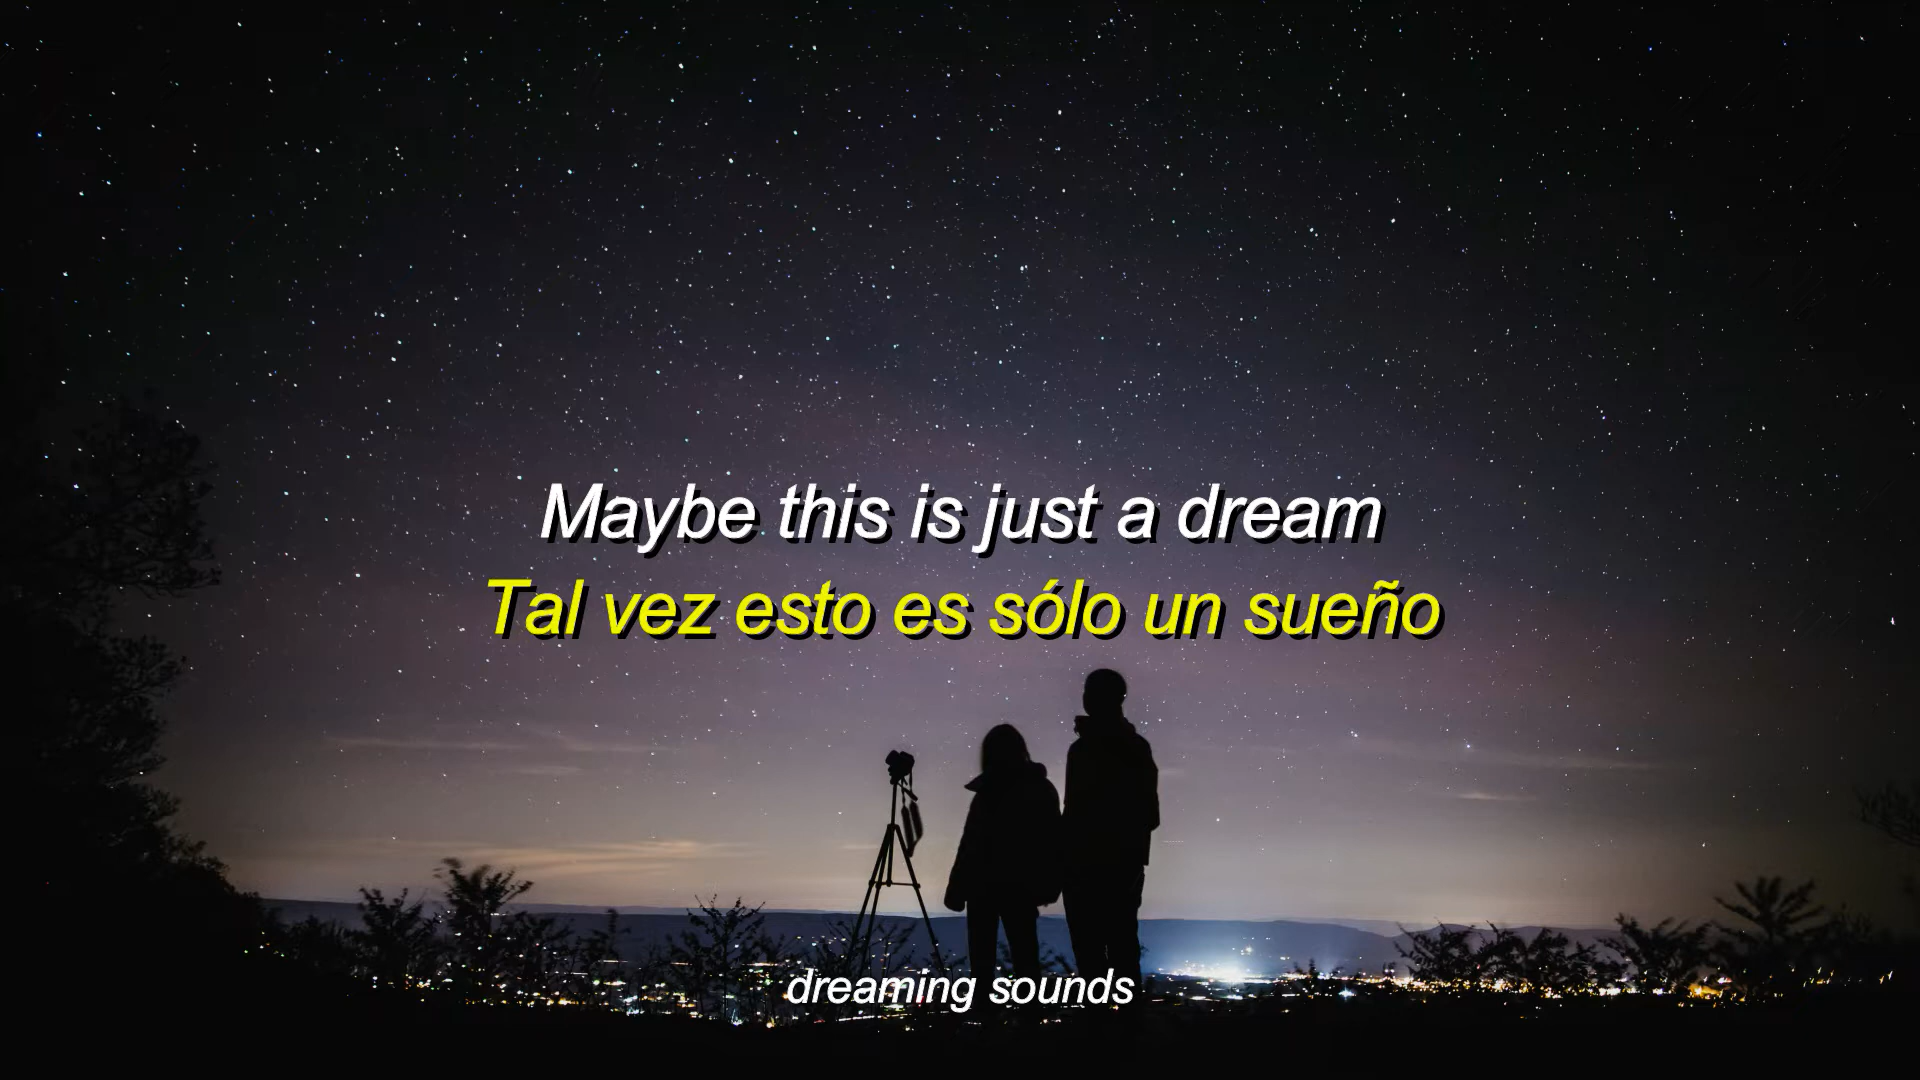 Maybe this is just a dream
Tal vez esto es sólo un sueño
dreaming sounds